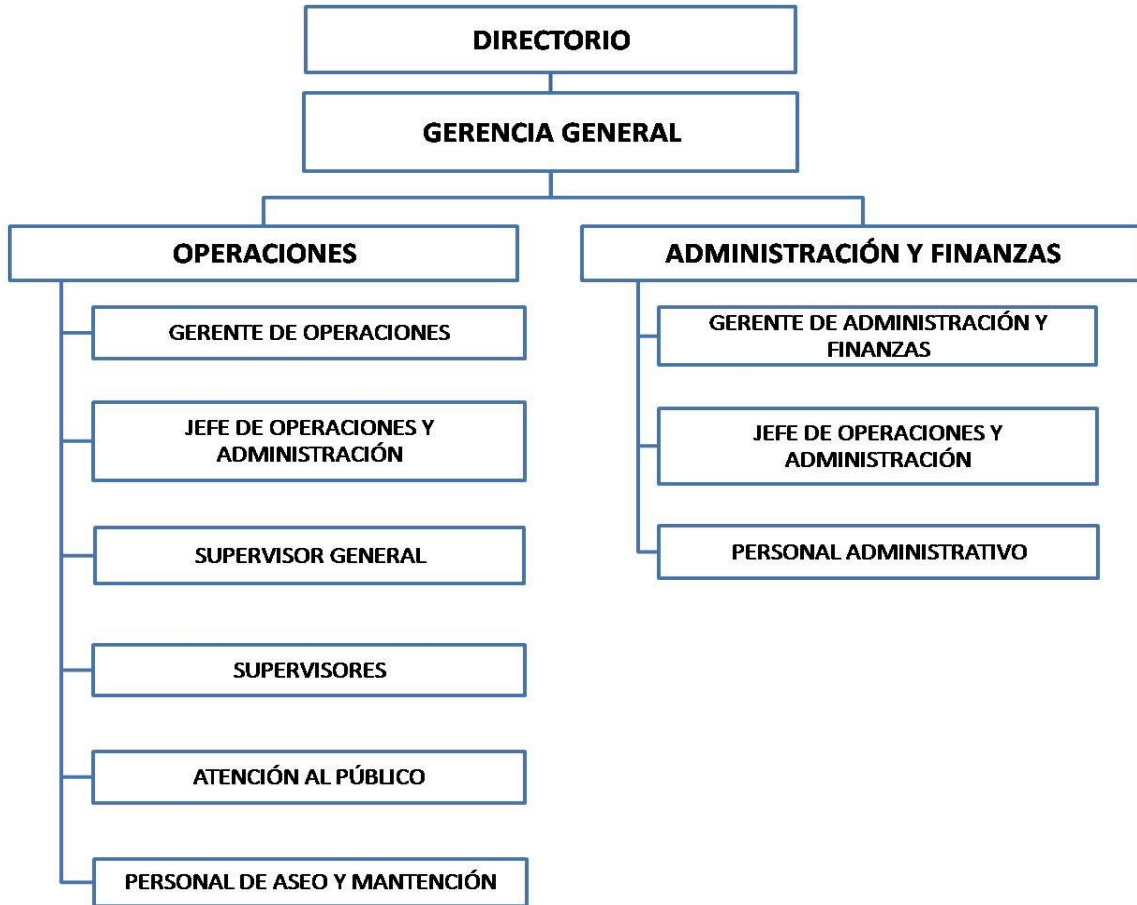 DIRECTORIO
GERENCIA GENERAL
OPERACIONES
GERENTE DE OPERACIONES
JEFE DE OPERACIONES Y
ADMINISTRACIÓN
SUPERVISOR GENERAL
SUPERVISORES
ATENCIÓN AL PÚBLICO
PERSONAL DE ASEO Y MANTENCIÓN
ADMINISTRACIÓN Y FINANZAS
GERENTE DE ADMINISTRACIÓN Y
FINANZAS
JEFE DE OPERACIONES Y
ADMINISTRACIÓN
PERSONAL ADMINISTRATIVO